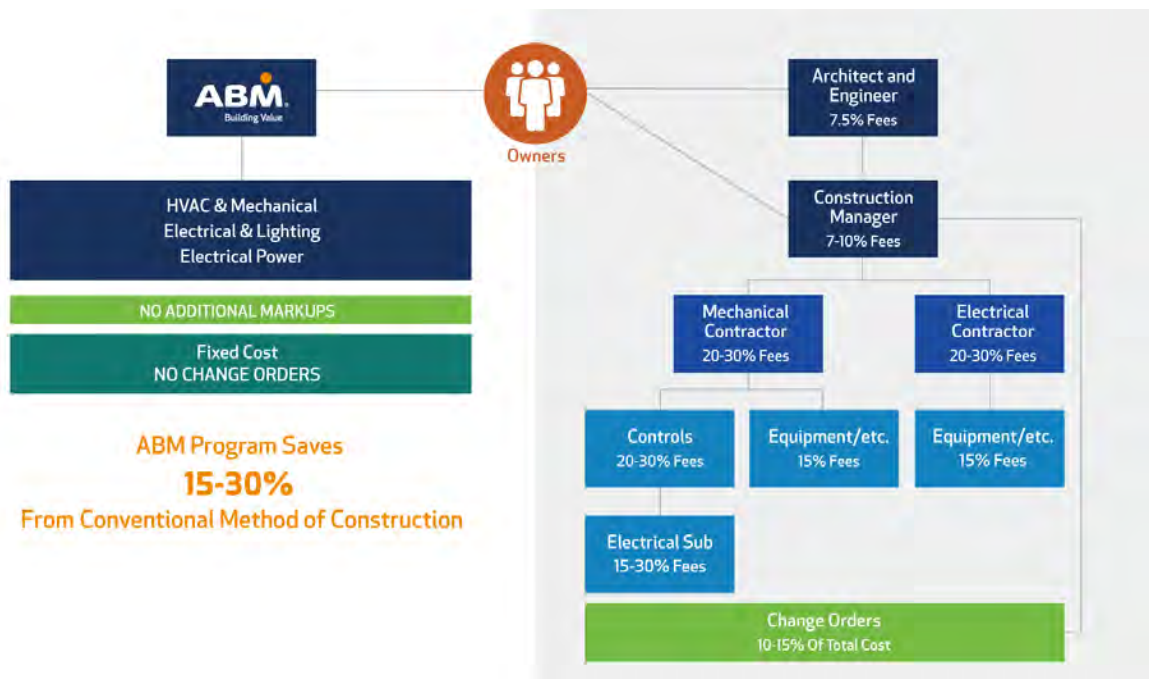 ABM
Building Value
HVAC & Mechanical
Electrical & Lighting
Electrical Power
NO ADDITIONAL MARKUPS
Fixed Cost
NO CHANGE ORDERS
ABM Program Saves
15-30%
From Conventional Method of Construction
Owners
Architect and
Engineer
7.5% Fees
Construction
Manager
7-10% Fees
Mechanical
Contractor
20-30% Fees
Electrical
Contractor
20-30% Fees
Controls
20-30% Fees
Equipment/etc.
15% Fees
Equipment/etc.
15% Fees
Electrical Sub
15-30% Fees
Change Orders
10-15% Of Total Cost